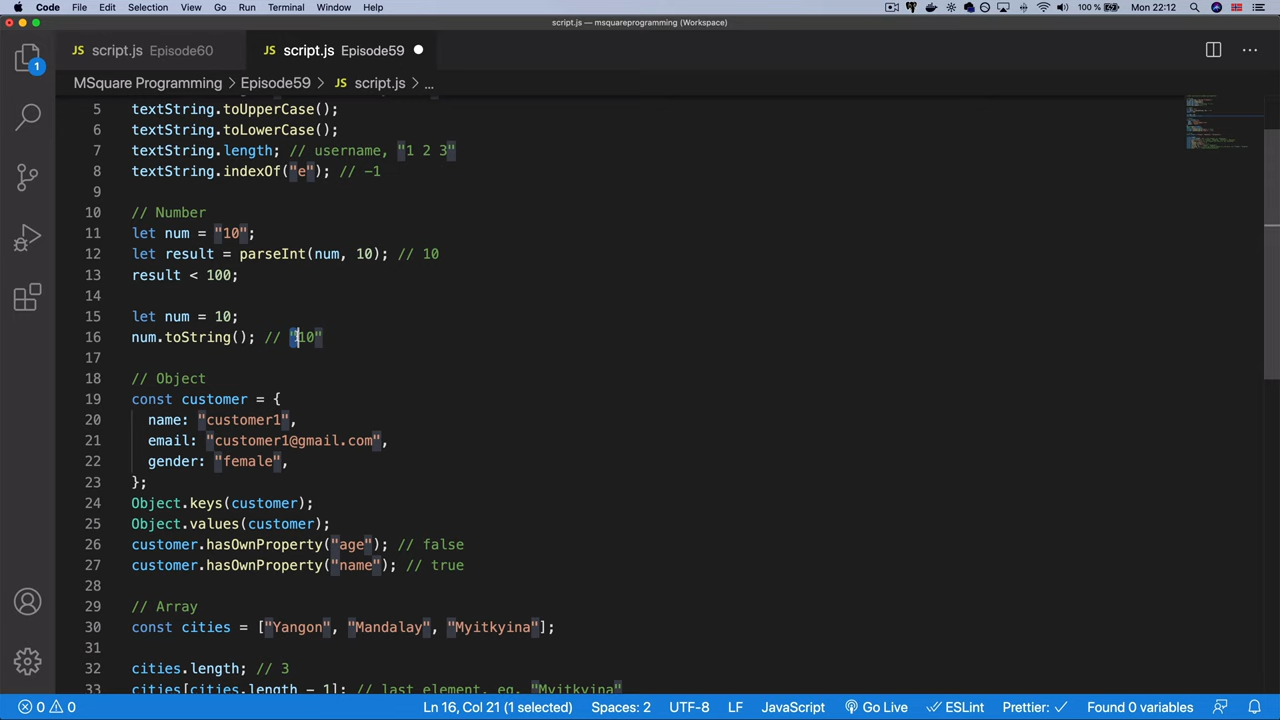 Code File Edit Selection View Go Run Terminal Window Help 100 % Mon 22:12
script.js — msquareprogramming (Workspace)
JS script.js Episode60 JS script.js Episode59
MSquare Programming > Episode59 > JS script.js > ...
1
5 textString.toUpperCase();
6 textString.toLowerCase();
7 textString.length; // username, "1 2 3"
8 textString.indexOf("e"); // -1
9
10 // Number
11 let num = "10";
12 let result = parseInt(num, 10); // 10
13 result < 100;
14
15 let num = 10;
16 num.toString(); // "10"
17
18 // Object
19 const customer = {
20 name: "customer1",
21 email: "customer1@gmail.com",
22 gender: "female",
23 };
24 Object.keys(customer);
25 Object.values(customer);
26 customer.hasOwnProperty("age"); // false
27 customer.hasOwnProperty("name"); // true
28
29 // Array
30 const cities = ["Yangon", "Mandalay", "Myitkyina"];
31
32 cities.length; // 3
33 cities[cities.length - 1]; // last element, eg. "Myitkyina"
0 0 Ln 16, Col 21 (1 selected) Spaces: 2 UTF-8 LF JavaScript Go Live ESLint Prettier: Found 0 variables